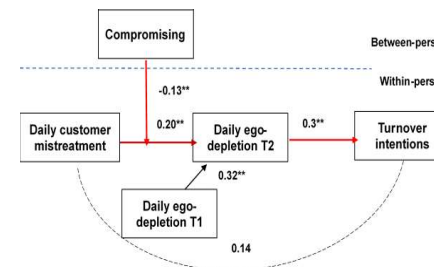 Compromising
Between-pers
Within-pers
-0.13**
Daily customer
mistreatment
0.20**
Daily ego-
depletion T2
0.3**
Turnover
intentions
0.32**
Daily ego-
depletion T1
0.14